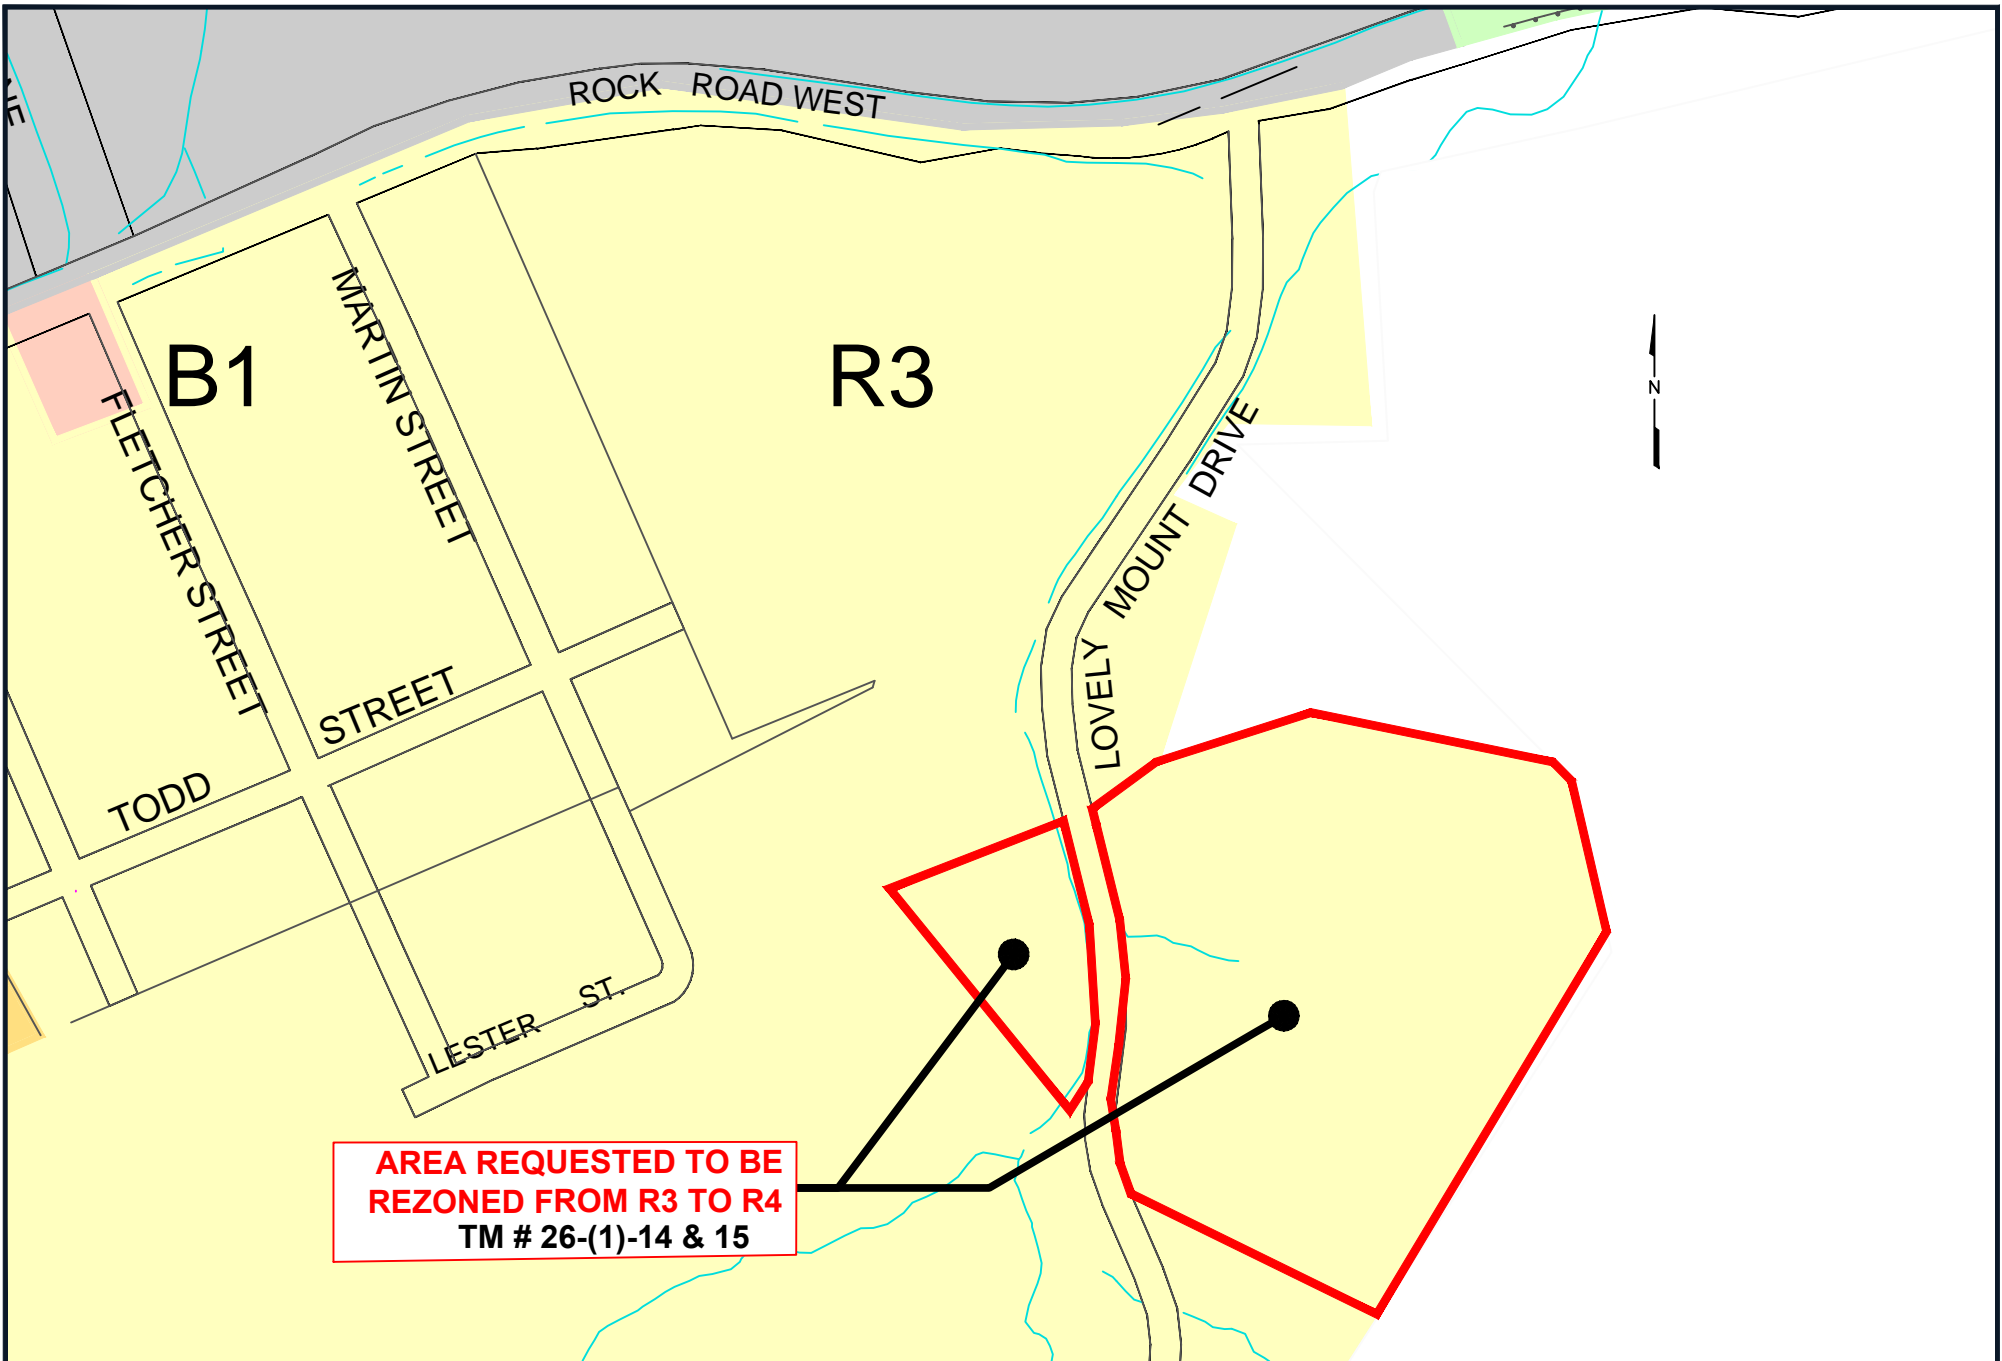 ROCK ROAD WEST
B1
R3
MARTIN STREET
FLETCHER STREET
N
LOVELY MOUNT DRIVE
TODD STREET
LESTER ST.
AREA REQUESTED TO BE
REZONED FROM R3 TO R4
TM # 26-(1)-14 & 15